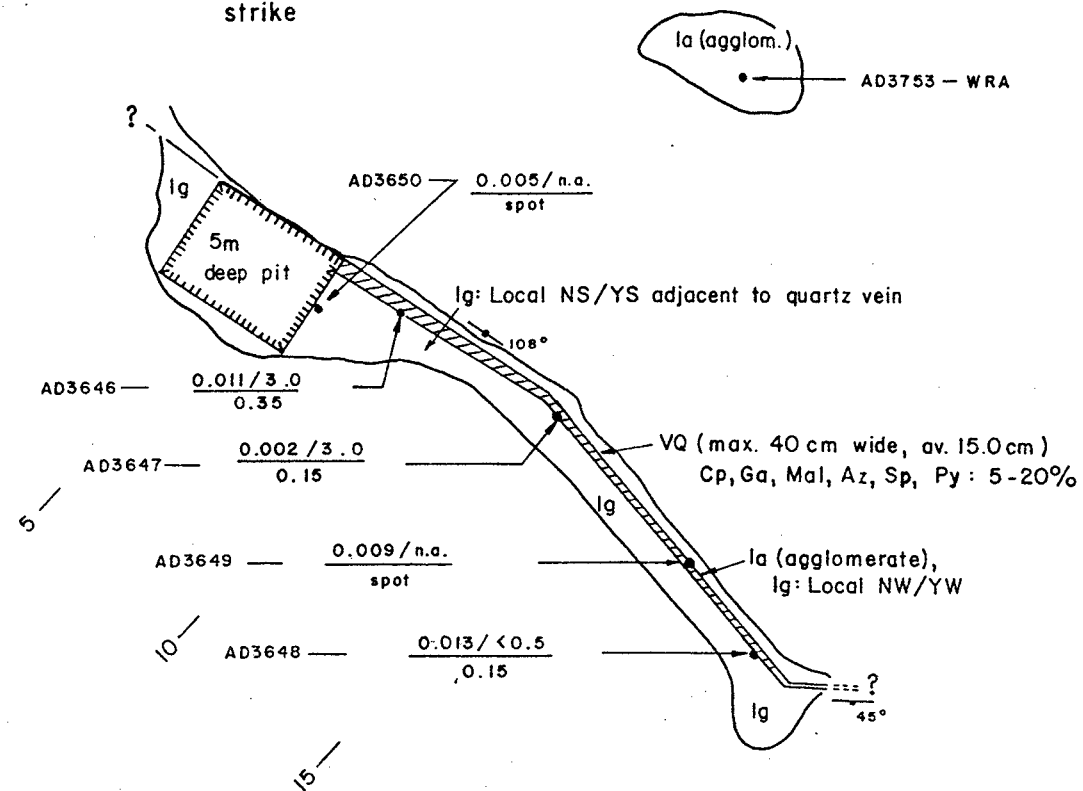 strike
Ia (agglom.)
AD3753 — WRA
?
Ig
AD3650 — 0.005/n.a.
spot
5m
deep pit
Ig: Local NS/YS adjacent to quartz vein
108°
AD3646 — 0.011/3.0
0.35
AD3647 — 0.002/3.0
0.15
VQ (max. 40 cm wide, av. 15.0cm)
Cp, Ga, Mal, Az, Sp, Py: 5-20%
5
Ig
AD3649 — 0.009/n.a.
spot
Ia (agglomerate),
Ig: Local NW/YW
10
AD3648 — 0.013/<0.5
0.15
?
45°
Ig
15